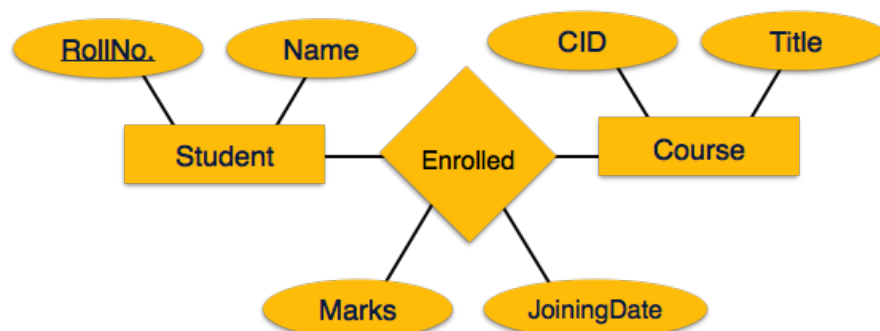 RollNo.
Name
CID
Title
Student
Enrolled
Course
Marks
JoiningDate